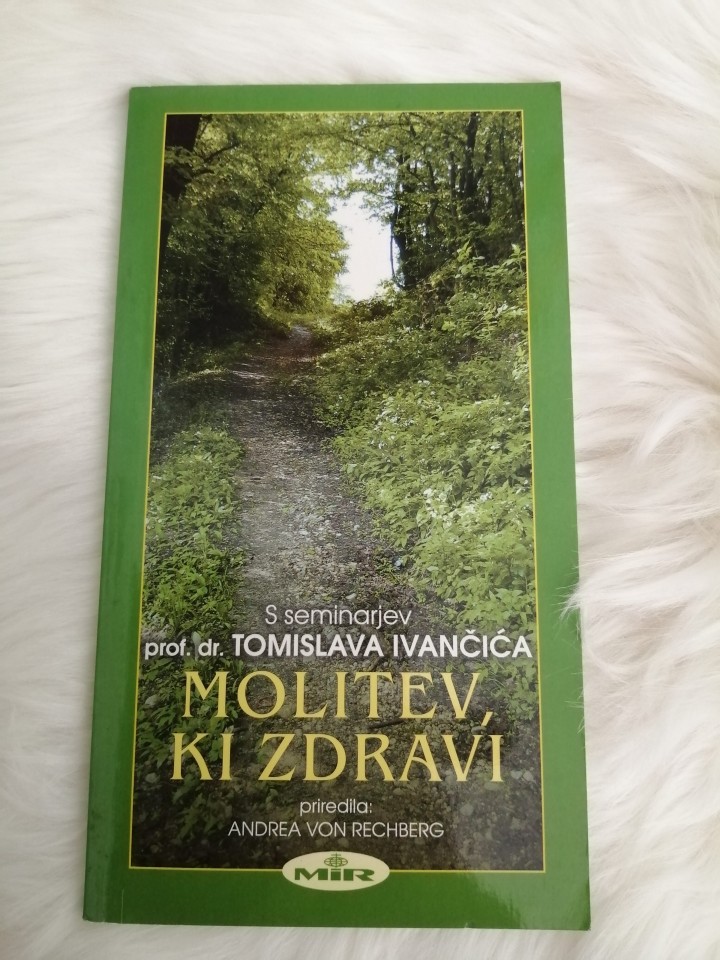 S seminarjev
prof. dr. TOMISLAVA IVANČIĆA
MOLITEV,
KI ZDRAVI
priredila:
ANDREA VON RECHBERG
MiR